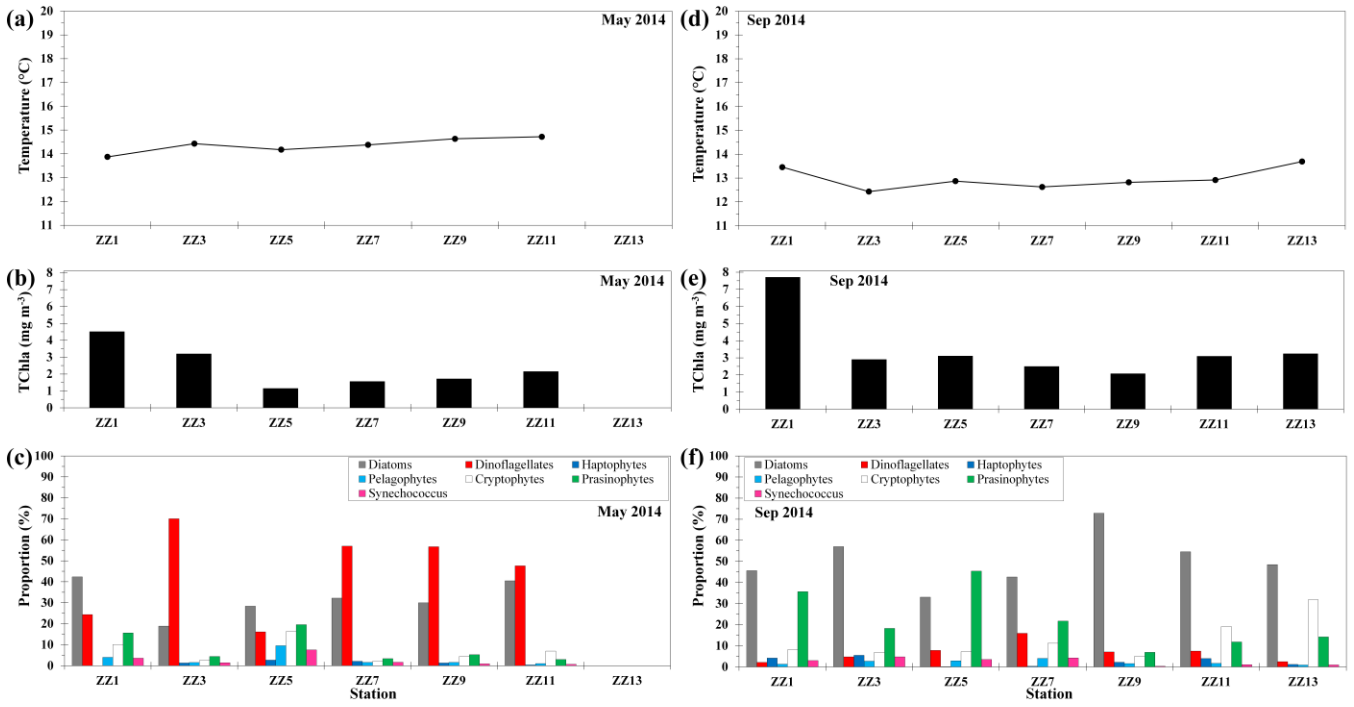 (a)
May 2014
Temperature (°C)
20
19
18
17
16
15
14
13
12
11
ZZ1 ZZ3 ZZ5 ZZ7 ZZ9 ZZ11 ZZ13
(b)
May 2014
TChla (mg m⁻³)
8
7
6
5
4
3
2
1
0
ZZ1 ZZ3 ZZ5 ZZ7 ZZ9 ZZ11 ZZ13
(c)
Diatoms Dinoflagellates Haptophytes
Pelagophytes Cryptophytes Prasinophytes
Synechococcus
May 2014
Proportion (%)
100
90
80
70
60
50
40
30
20
10
0
ZZ1 ZZ3 ZZ5 ZZ7 ZZ9 ZZ11 ZZ13
Station
(d)
Sep 2014
Temperature (°C)
20
19
18
17
16
15
14
13
12
11
ZZ1 ZZ3 ZZ5 ZZ7 ZZ9 ZZ11 ZZ13
(e)
Sep 2014
TChla (mg m⁻³)
8
7
6
5
4
3
2
1
0
ZZ1 ZZ3 ZZ5 ZZ7 ZZ9 ZZ11 ZZ13
(f)
Diatoms Dinoflagellates Haptophytes
Pelagophytes Cryptophytes Prasinophytes
Synechococcus
Sep 2014
Proportion (%)
100
90
80
70
60
50
40
30
20
10
0
ZZ1 ZZ3 ZZ5 ZZ7 ZZ9 ZZ11 ZZ13
Station